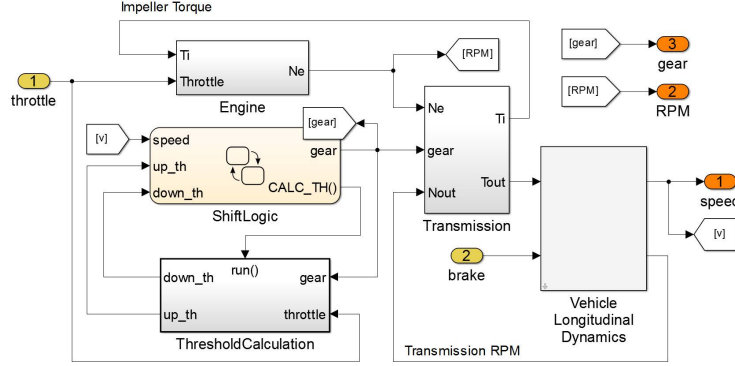 Impeller Torque
Ti
Throttle
Ne
Engine
1
throttle
[RPM]
[gear]
3
gear
[RPM]
2
RPM
[v]
speed
up_th
down_th
gear
CALC_TH()
ShiftLogic
[gear]
Ne
gear
Nout
Ti
Tout
Transmission
2
brake
Vehicle
Longitudinal
Dynamics
1
speed
[v]
run()
down_th
up_th
gear
throttle
ThresholdCalculation
Transmission RPM